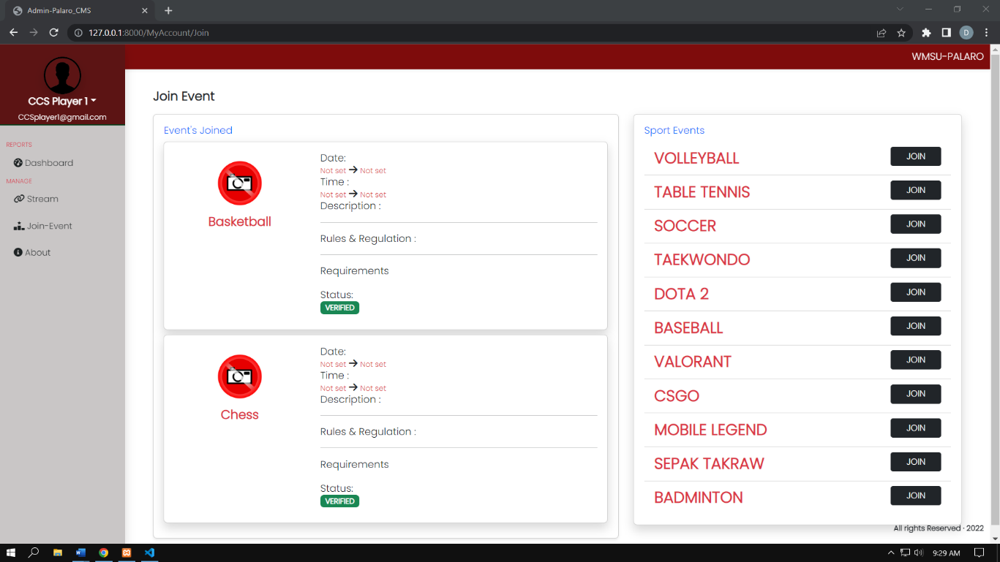 Admin-Palaro_CMS
127.0.0.1:8000/MyAccount/Join
D
WMSU-PALARO
CCS Player 1
CCSplayer1@gmail.com
REPORTS
Dashboard
MANAGE
Stream
Join-Event
About
Join Event
Event's Joined
Basketball
Date:
Not set → Not set
Time :
Not set → Not set
Description :
Rules & Regulation :
Requirements
Status:
VERIFIED
Chess
Date:
Not set → Not set
Time :
Not set → Not set
Description :
Rules & Regulation :
Requirements
Status:
VERIFIED
Sport Events
VOLLEYBALL JOIN
TABLE TENNIS JOIN
SOCCER JOIN
TAEKWONDO JOIN
DOTA 2 JOIN
BASEBALL JOIN
VALORANT JOIN
CSGO JOIN
MOBILE LEGEND JOIN
SEPAK TAKRAW JOIN
BADMINTON JOIN
All rights Reserved · 2022
9:29 AM